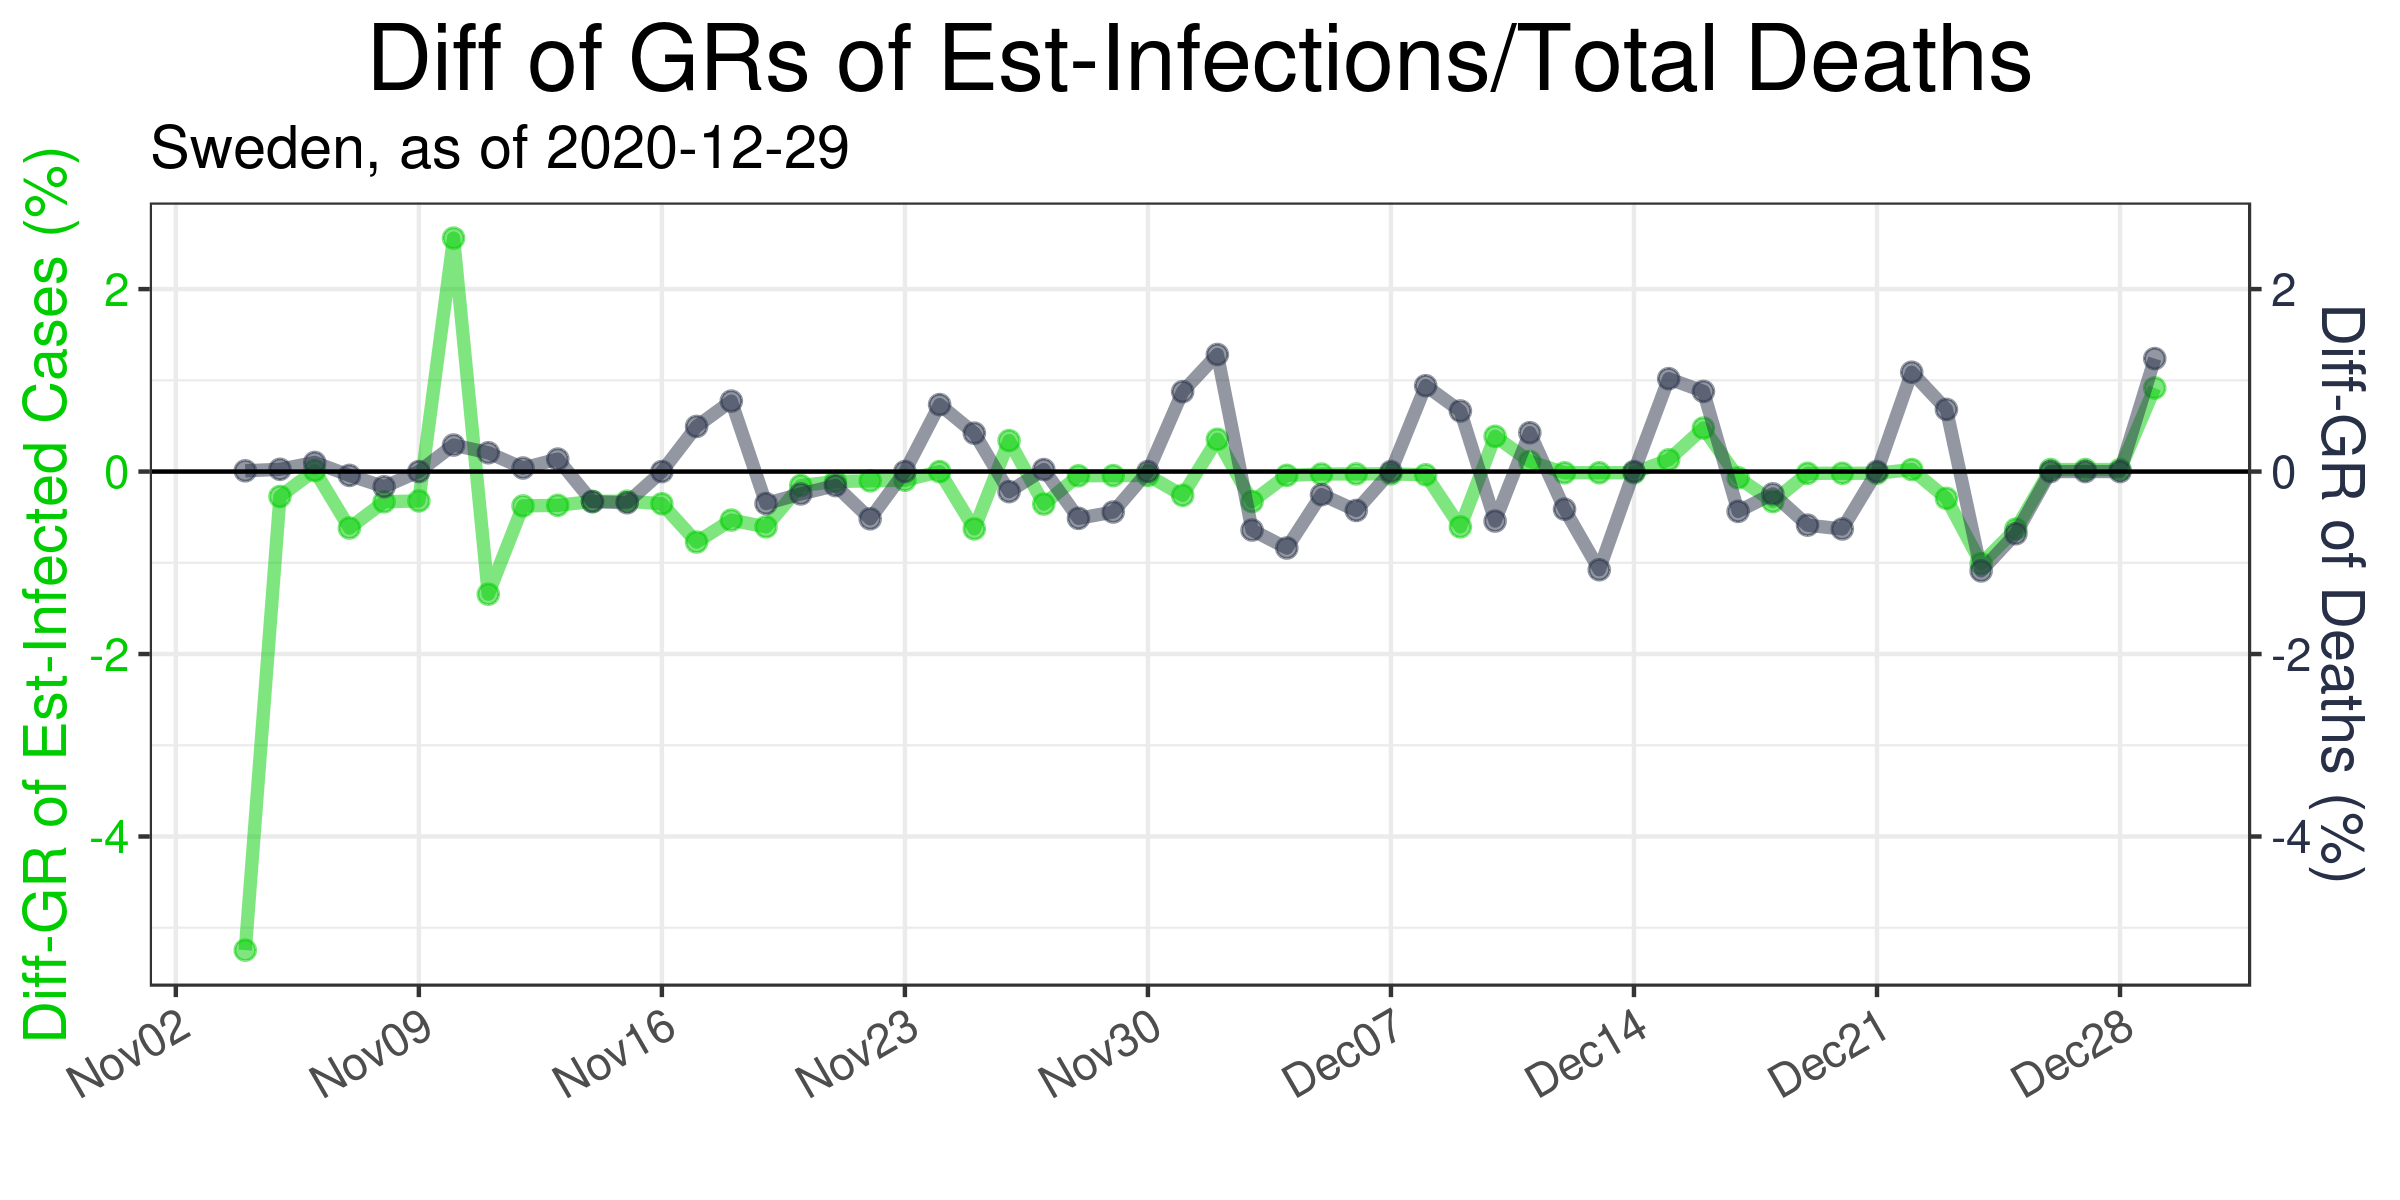 Diff of GRs of Est-Infections/Total Deaths
Sweden, as of 2020-12-29
Diff-GR of Est-Infected Cases (%)
2
0
-2
-4
2
0
-2
-4
Diff-GR of Deaths (%)
Nov02
Nov09
Nov16
Nov23
Nov30
Dec07
Dec14
Dec21
Dec28